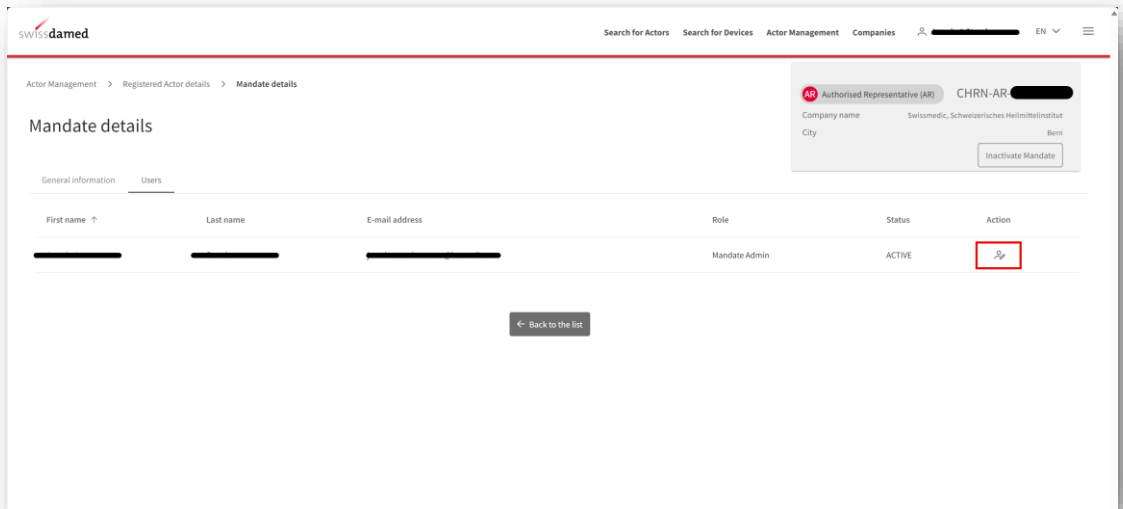 swissdamed
Search for Actors Search for Devices Actor Management Companies EN
Actor Management > Registered Actor details > Mandate details
AR Authorised Representative (AR) CHRN-AR-
Company name Swissmedic, Schweizerisches Heilmittelinstitut
City Bern
Inactivate Mandate
Mandate details
General information Users
First name ↑ Last name E-mail address Role Status Action
Mandate Admin ACTIVE
← Back to the list